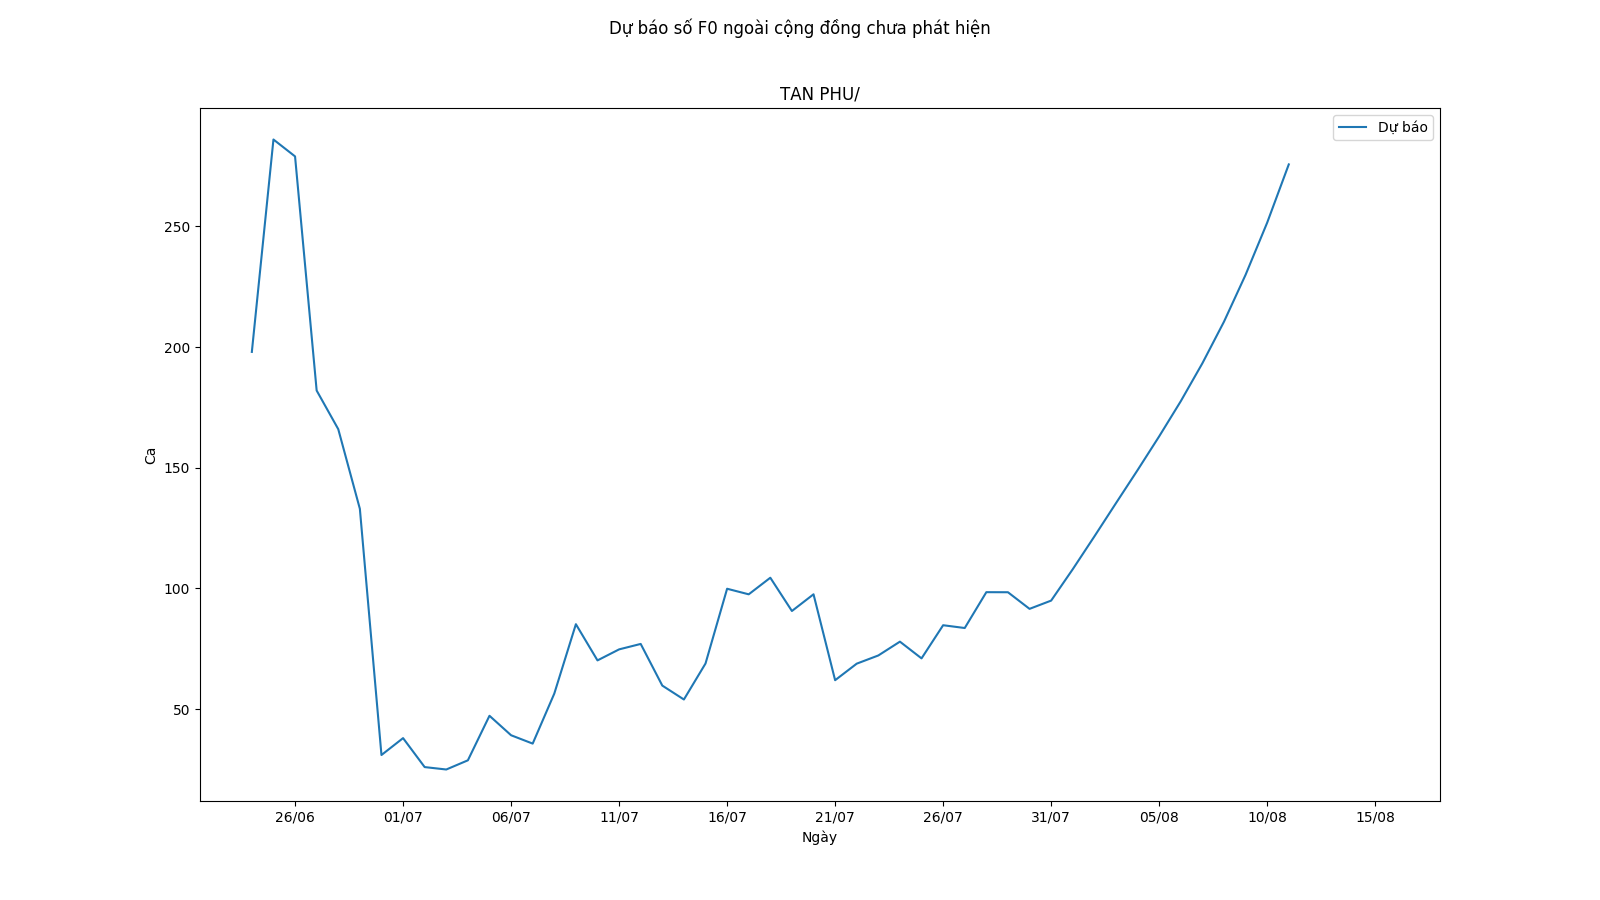 Dự báo số F0 ngoài cộng đồng chưa phát hiện
TAN PHU/
Dự báo
250
200
150
100
50
Ca
26/06 01/07 06/07 11/07 16/07 21/07 26/07 31/07 05/08 10/08 15/08
Ngày